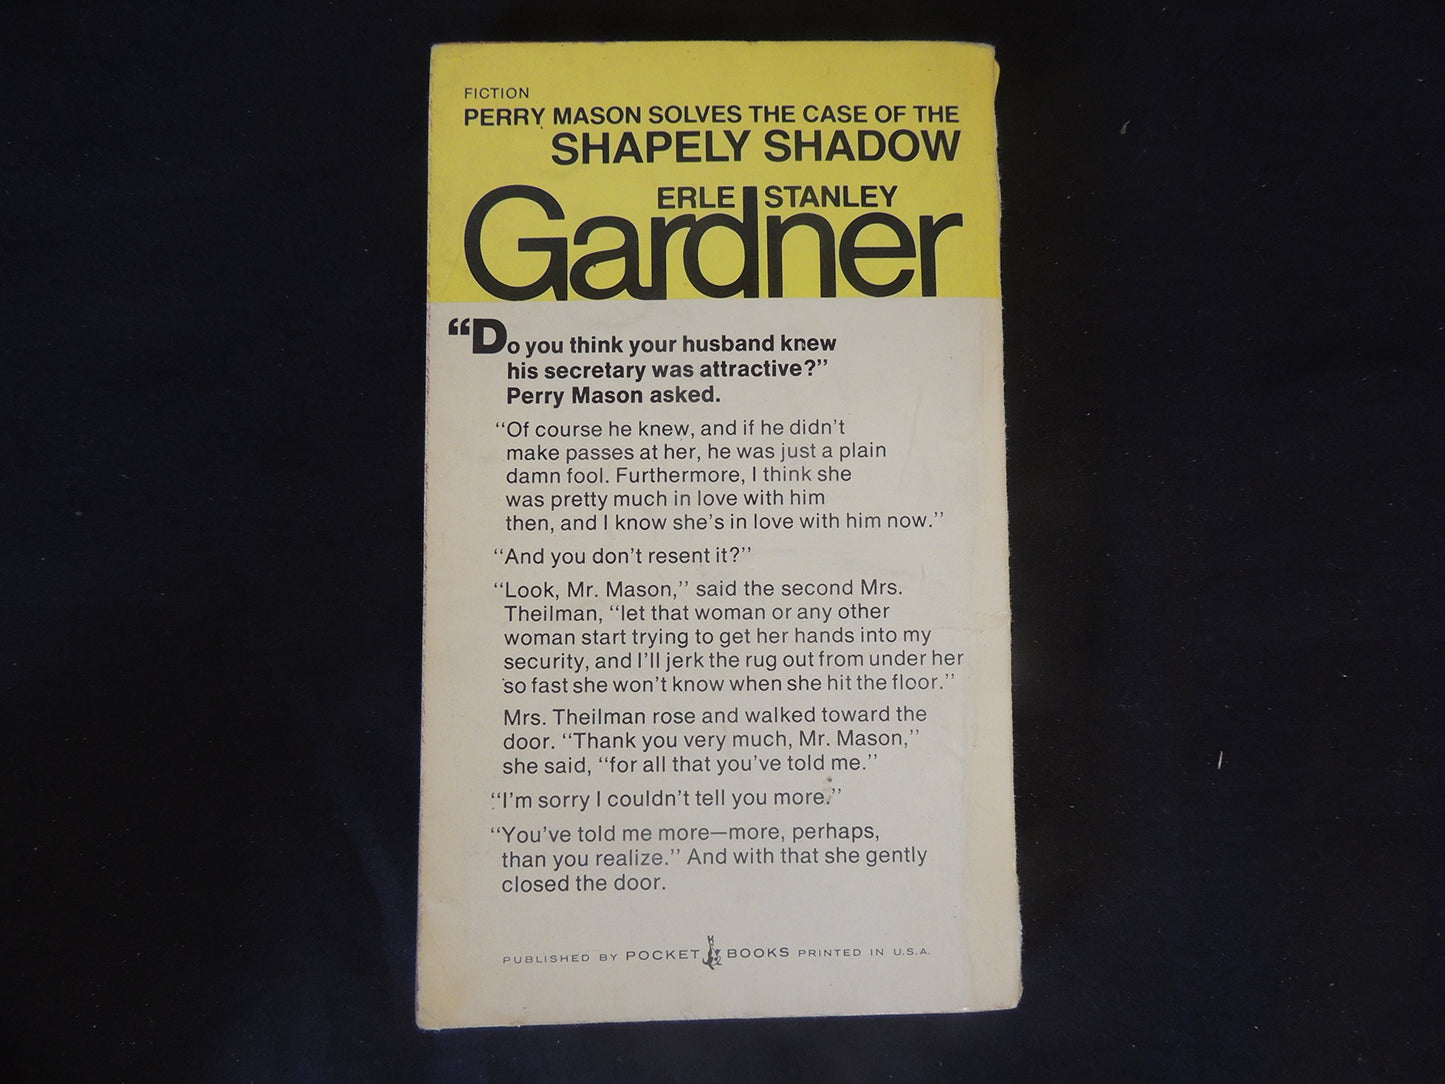 FICTION
PERRY MASON SOLVES THE CASE OF THE
SHAPELY SHADOW
ERLE STANLEY
Gardner
“Do you think your husband knew
his secretary was attractive?”
Perry Mason asked.
“Of course he knew, and if he didn’t
make passes at her, he was just a plain
damn fool. Furthermore, I think she
was pretty much in love with him
then, and I know she’s in love with him now.”
“And you don’t resent it?”
“Look, Mr. Mason,” said the second Mrs.
Theilman, “let that woman or any other
woman start trying to get her hands into my
security, and I’ll jerk the rug out from under her
so fast she won’t know when she hit the floor.”
Mrs. Theilman rose and walked toward the
door. “Thank you very much, Mr. Mason,”
she said, “for all that you’ve told me.”
“I’m sorry I couldn’t tell you more.”
“You’ve told me more—more, perhaps,
than you realize.” And with that she gently
closed the door.
PUBLISHED BY POCKET BOOKS PRINTED IN U.S.A.